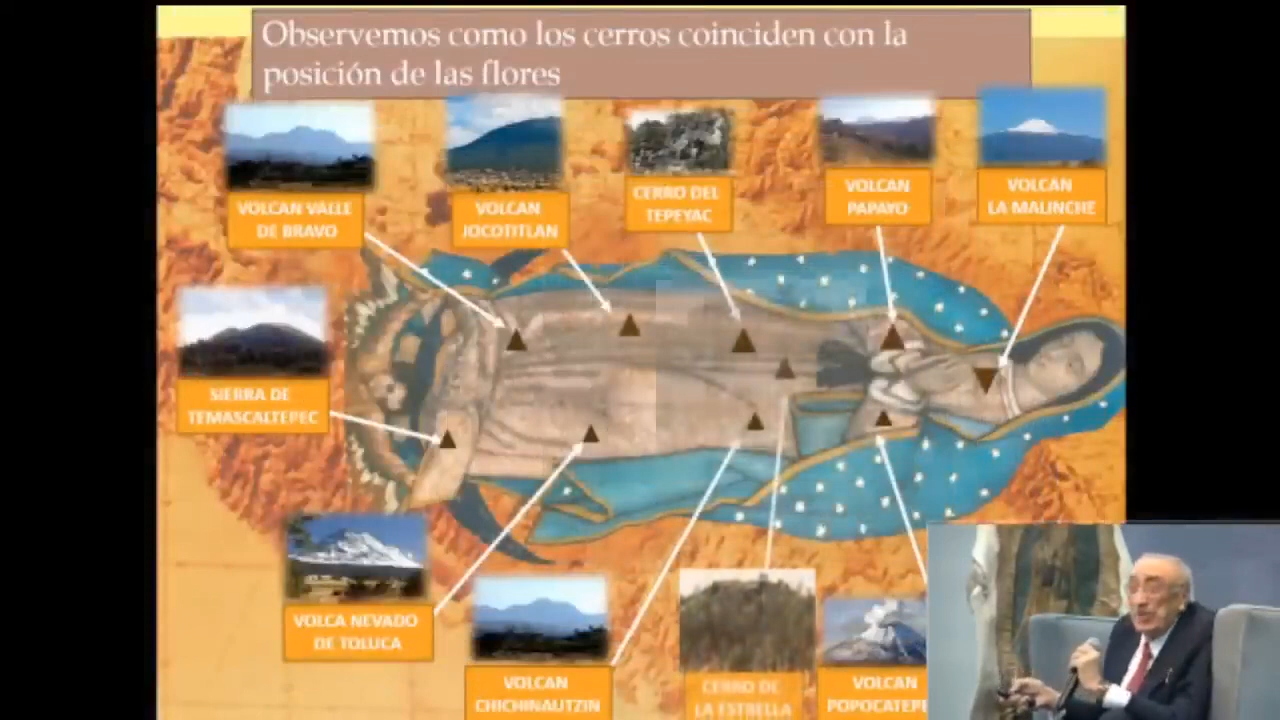 Observemos como los cerros coinciden con la
posición de las flores
VOLCAN VALLE
DE BRAVO
VOLCAN
JOCOTITLAN
CERRO DEL
TEPEYAC
VOLCAN
PAPAYO
VOLCAN
LA MALINCHE
SIERRA DE
TEMASCALTEPEC
VOLCA NEVADO
DE TOLUCA
VOLCAN
CHICHINAUTZIN
CERRO DE
LA ESTRELLA
VOLCAN
POPOCATEPE